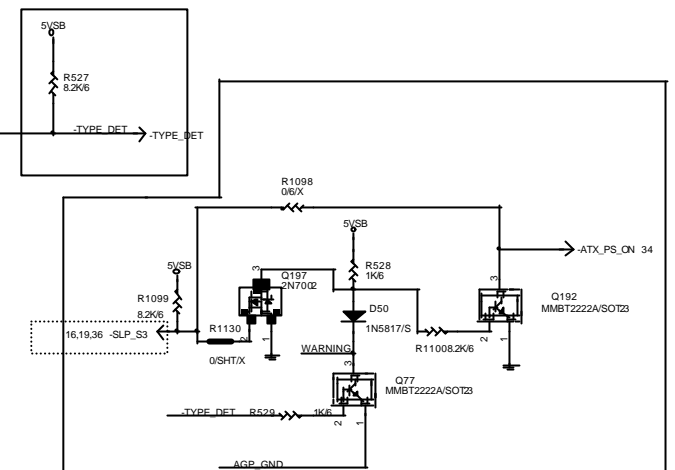 5VSB
R527
8.2K/6
-TYPE_DET
-TYPE_DET
R1098
0/6/X
5VSB
-ATX_PS_ON 34
5VSB
3
Q197
2N7002
R528
1K/6
3
Q192
MMBT2222A/SOT23
R1099
8.2K/6
D50
1N5817/S
16,19,36 -SLP_S3
R1130
2
1
R1100 8.2K/6
2
1
0/SHT/X
WARNING
3
Q77
MMBT2222A/SOT23
-TYPE_DET
R529
1K/6
2
1
AGP_GND